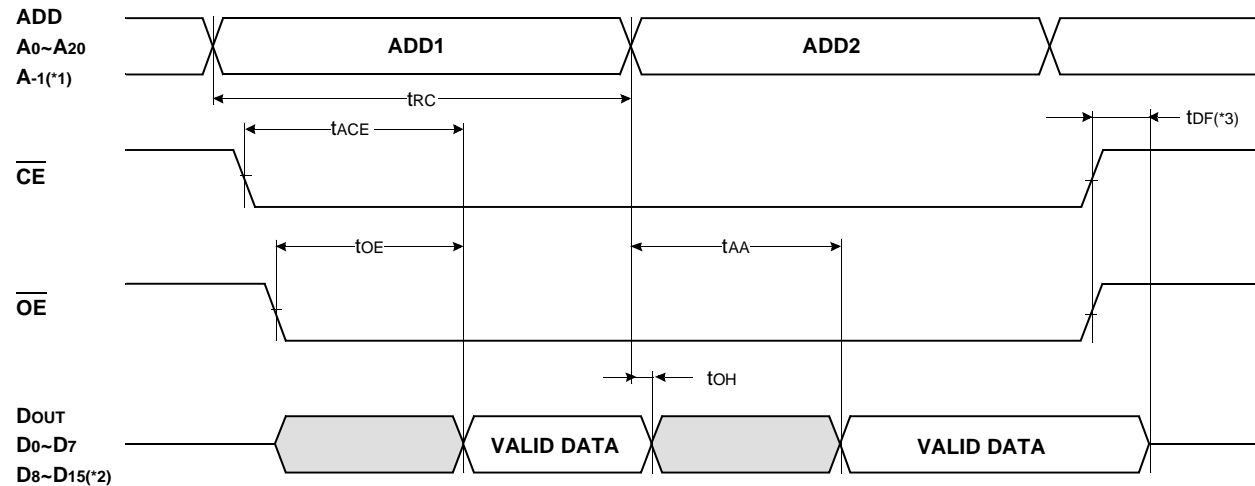 ADD
A0~A20
A-1(*1)
ADD1
ADD2
tRC
tACE
tDF(*3)
CE
tOE
tAA
OE
tOH
DOUT
D0~D7
D8~D15(*2)
VALID DATA
VALID DATA